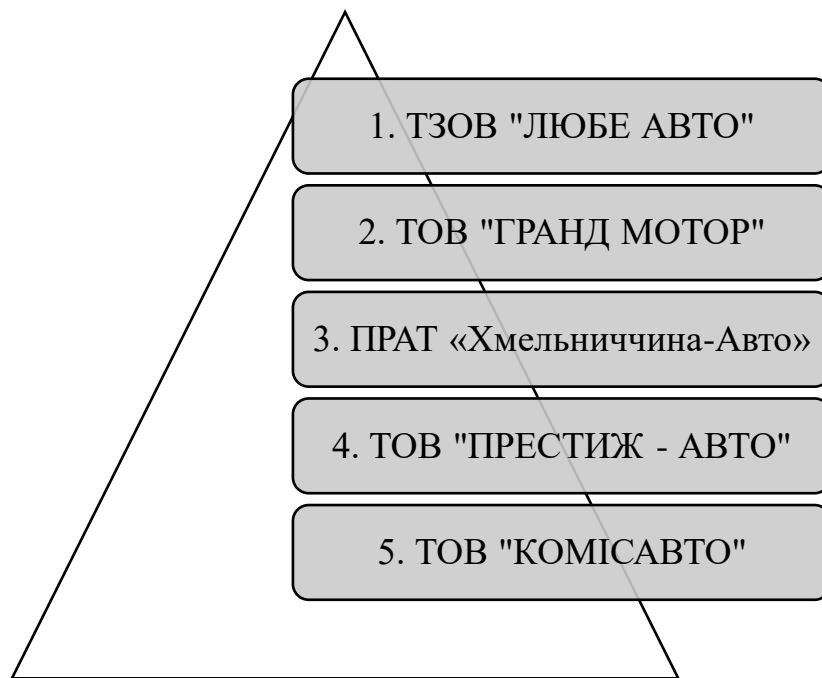 1. ТЗОВ "ЛЮБЕ АВТО"
2. ТОВ "ГРАНД МОТОР"
3. ПРАТ «Хмельниччина-Авто»
4. ТОВ "ПРЕСТИЖ - АВТО"
5. ТОВ "КОМІСАВТО"